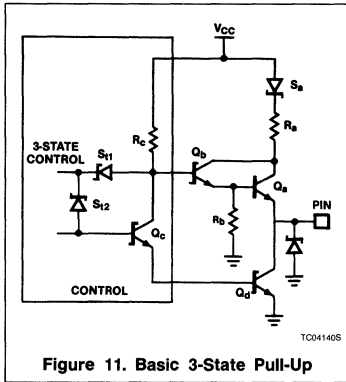 VCC
Sa
Ra
Rc
Qb
3-STATE
CONTROL
St1
Qa
PIN
St2
Rb
Qc
CONTROL
Qd
TC04140S
Figure 11. Basic 3-State Pull-Up